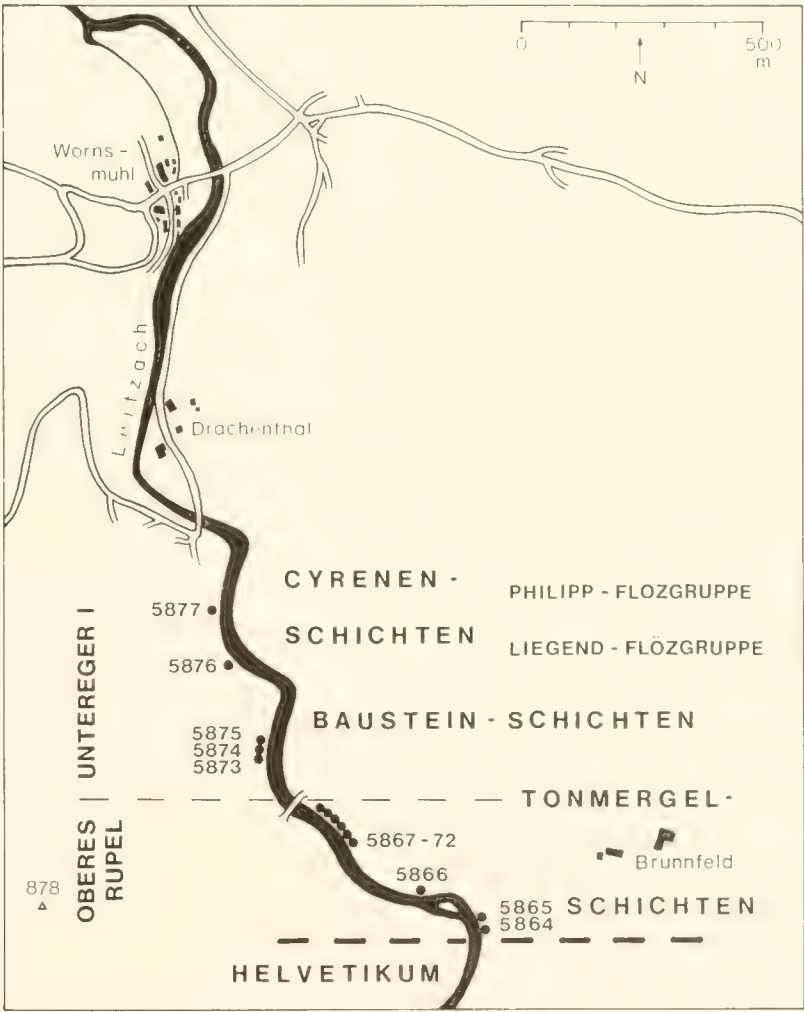 0 500
m
N
Worns-
muhl
Leitzach
Drachenthal
CYRENEN-
SCHICHTEN
PHILIPP - FLOZGRUPPE
LIEGEND - FLÖZGRUPPE
5877
5876
UNTEREGER I
BAUSTEIN - SCHICHTEN
5875
5874
5873
TONMERGEL-
OBERES
RUPEL
5867 - 72
Brunnfeld
878
5866
5865
5864
SCHICHTEN
HELVETIKUM